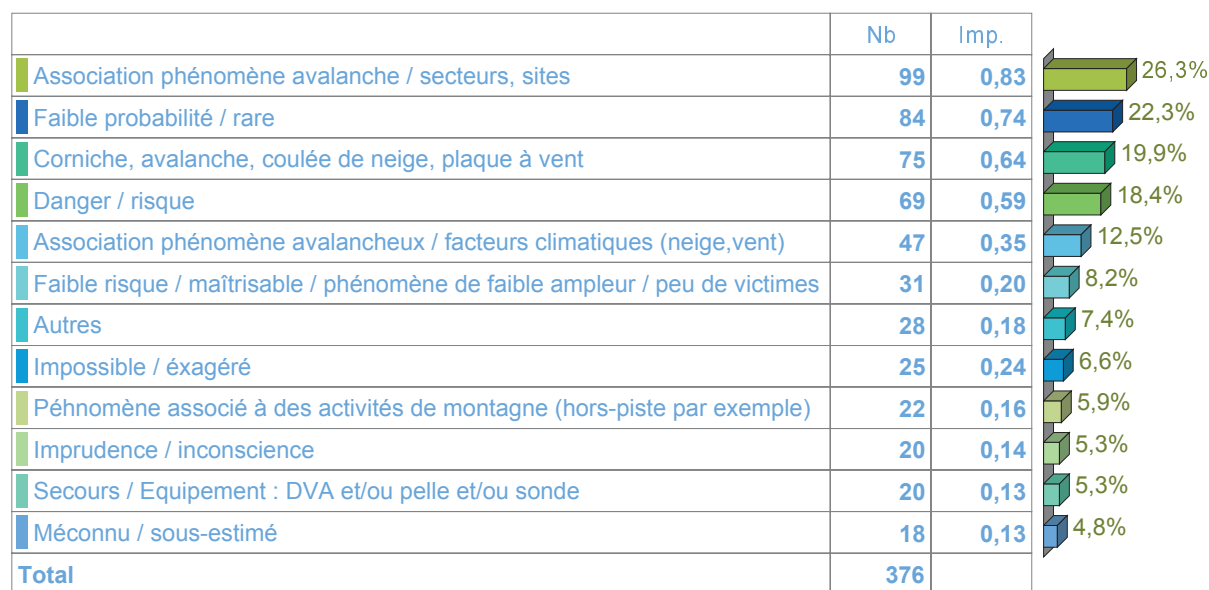 Nb Imp.
Association phénomène avalanche / secteurs, sites 99 0,83 26,3%
Faible probabilité / rare 84 0,74 22,3%
Corniche, avalanche, coulée de neige, plaque à vent 75 0,64 19,9%
Danger / risque 69 0,59 18,4%
Association phénomène avalancheux / facteurs climatiques (neige,vent) 47 0,35 12,5%
Faible risque / maîtrisable / phénomène de faible ampleur / peu de victimes 31 0,20 8,2%
Autres 28 0,18 7,4%
Impossible / éxagéré 25 0,24 6,6%
Péhnomène associé à des activités de montagne (hors-piste par exemple) 22 0,16 5,9%
Imprudence / inconscience 20 0,14 5,3%
Secours / Equipement : DVA et/ou pelle et/ou sonde 20 0,13 5,3%
Méconnu / sous-estimé 18 0,13 4,8%
Total 376